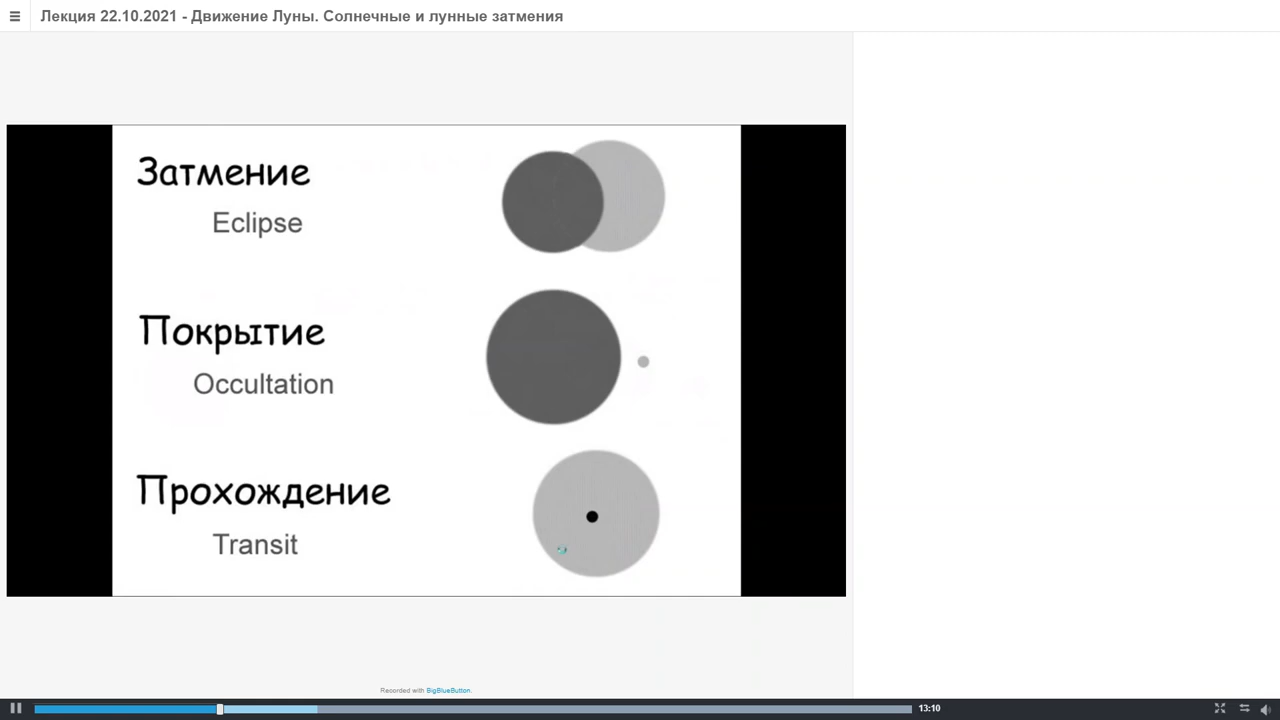 Лекция 22.10.2021 - Движение Луны. Солнечные и лунные затмения
Затмение
Eclipse
Покрытие
Occultation
Прохождение
Transit
Recorded with BigBlueButton.
13:10